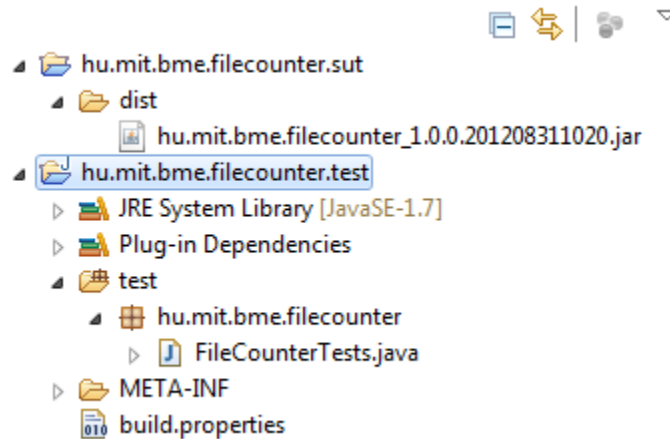 hu.mit.bme.filecounter.sut
dist
hu.mit.bme.filecounter_1.0.0.201208311020.jar
hu.mit.bme.filecounter.test
JRE System Library [JavaSE-1.7]
Plug-in Dependencies
test
hu.mit.bme.filecounter
FileCounterTests.java
META-INF
build.properties